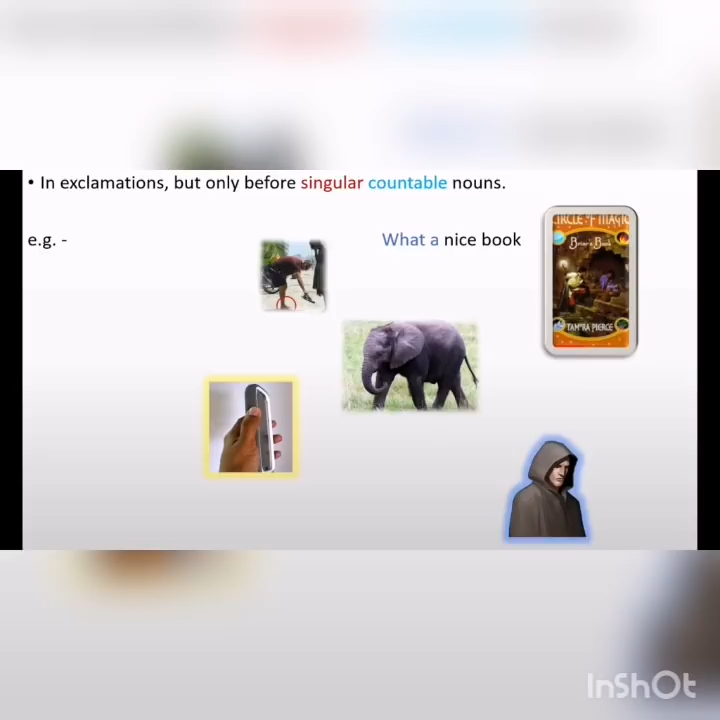 • In exclamations, but only before singular countable nouns.
e.g. -
What a nice book
CIRCLE OF MAGIC
Briar's Book
TAMORA PIERCE
InShOt